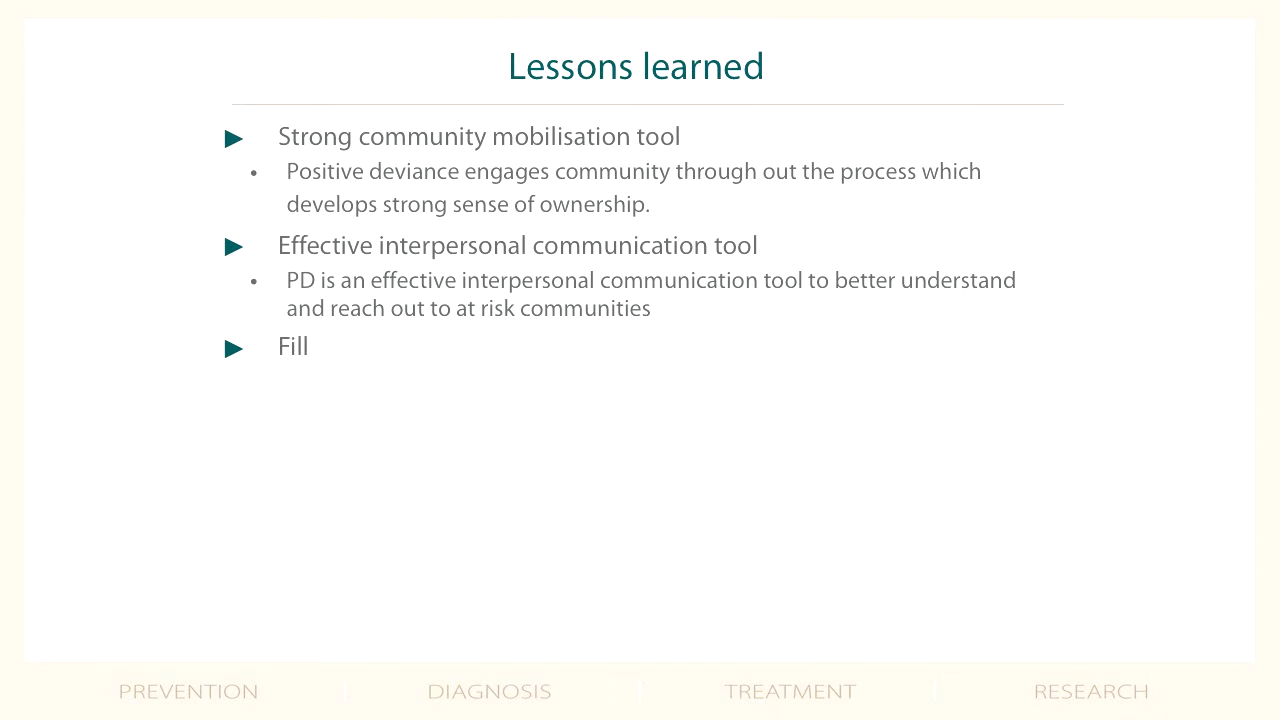 Lessons learned
Strong community mobilisation tool
• Positive deviance engages community through out the process which
develops strong sense of ownership.
Effective interpersonal communication tool
• PD is an effective interpersonal communication tool to better understand
and reach out to at risk communities
Fill
PREVENTION DIAGNOSIS TREATMENT RESEARCH